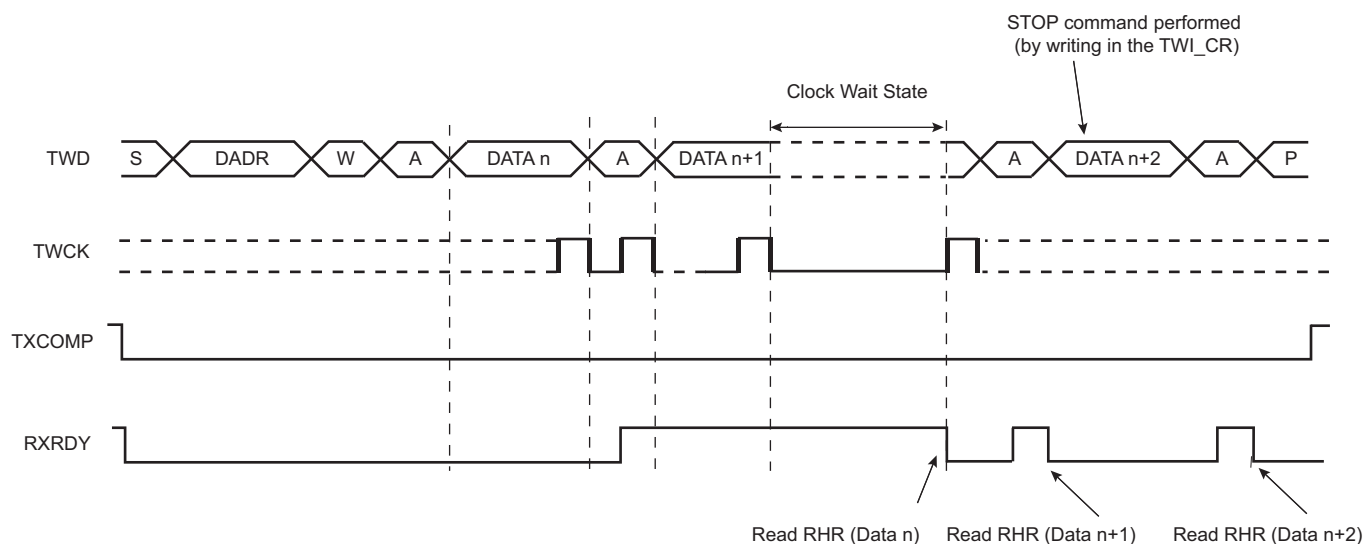 STOP command performed
(by writing in the TWI_CR)
Clock Wait State
TWD S DADR W A DATA n A DATA n+1 A DATA n+2 A P
TWCK
TXCOMP
RXRDY
Read RHR (Data n) Read RHR (Data n+1) Read RHR (Data n+2)